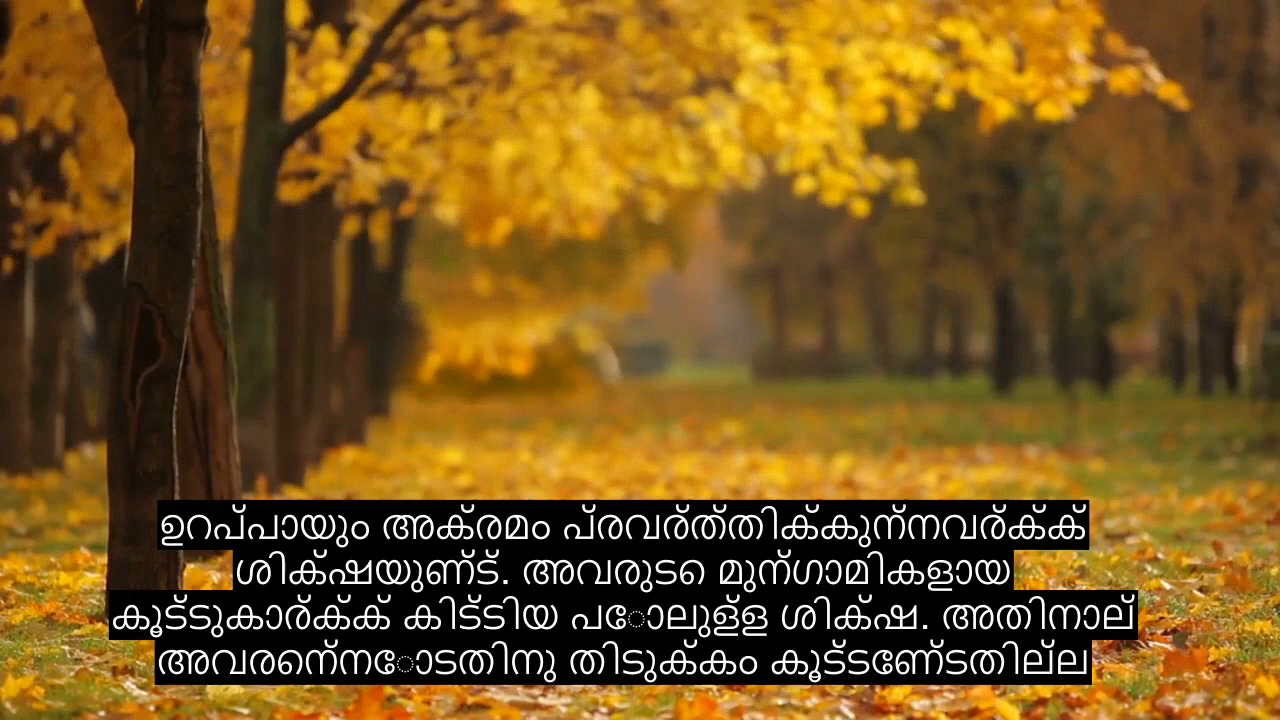 ഉറപ്പായും അക്രമം പ്രവര്ത്തിക്കുന്നവര്ക്ക്
ശിക്ഷയുണ്ട്. അവരുടെ മുന്ഗാമികളായ
കൂട്ടുകാര്ക്ക് കിട്ടിയ പോലുള്ള ശിക്ഷ. അതിനാല്
അവരെന്നോടതിനു തിടുക്കം കൂട്ടേണ്ടതില്ല